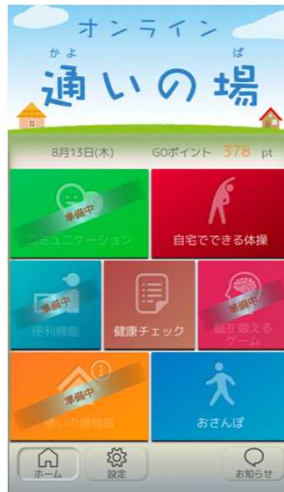 オンライン
かよ ば
通いの場
8月13日(木) GOポイント 378 pt
準備中
コミュニケーション
自宅でできる体操
準備中
便利機能
健康チェック
準備中
脳を鍛える
ゲーム
準備中
通いの場情報
おさんぽ
ホーム 設定 お知らせ